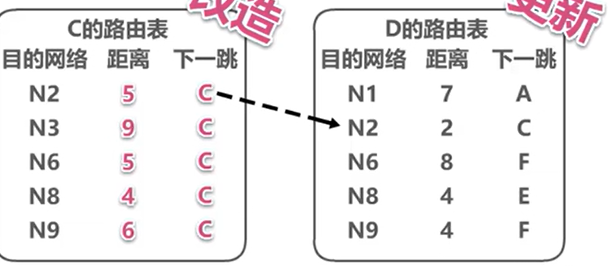 改造
C的路由表
目的网络 距离 下一跳
N2 5 C
N3 9 C
N6 5 C
N8 4 C
N9 6 C
更新
D的路由表
目的网络 距离 下一跳
N1 7 A
N2 2 C
N6 8 F
N8 4 E
N9 4 F